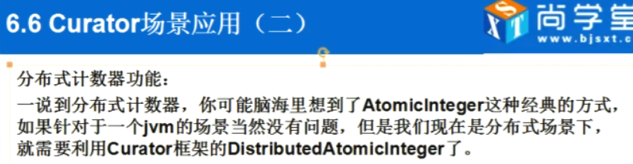 6.6 Curator场景应用（二）
尚学堂
www.bjsxt.com
分布式计数器功能：
一说到分布式计数器，你可能脑海里想到了AtomicInteger这种经典的方式，
如果针对于一个jvm的场景当然没有问题，但是我们现在是分布式场景下，
就需要利用Curator框架的DistributedAtomicInteger了。